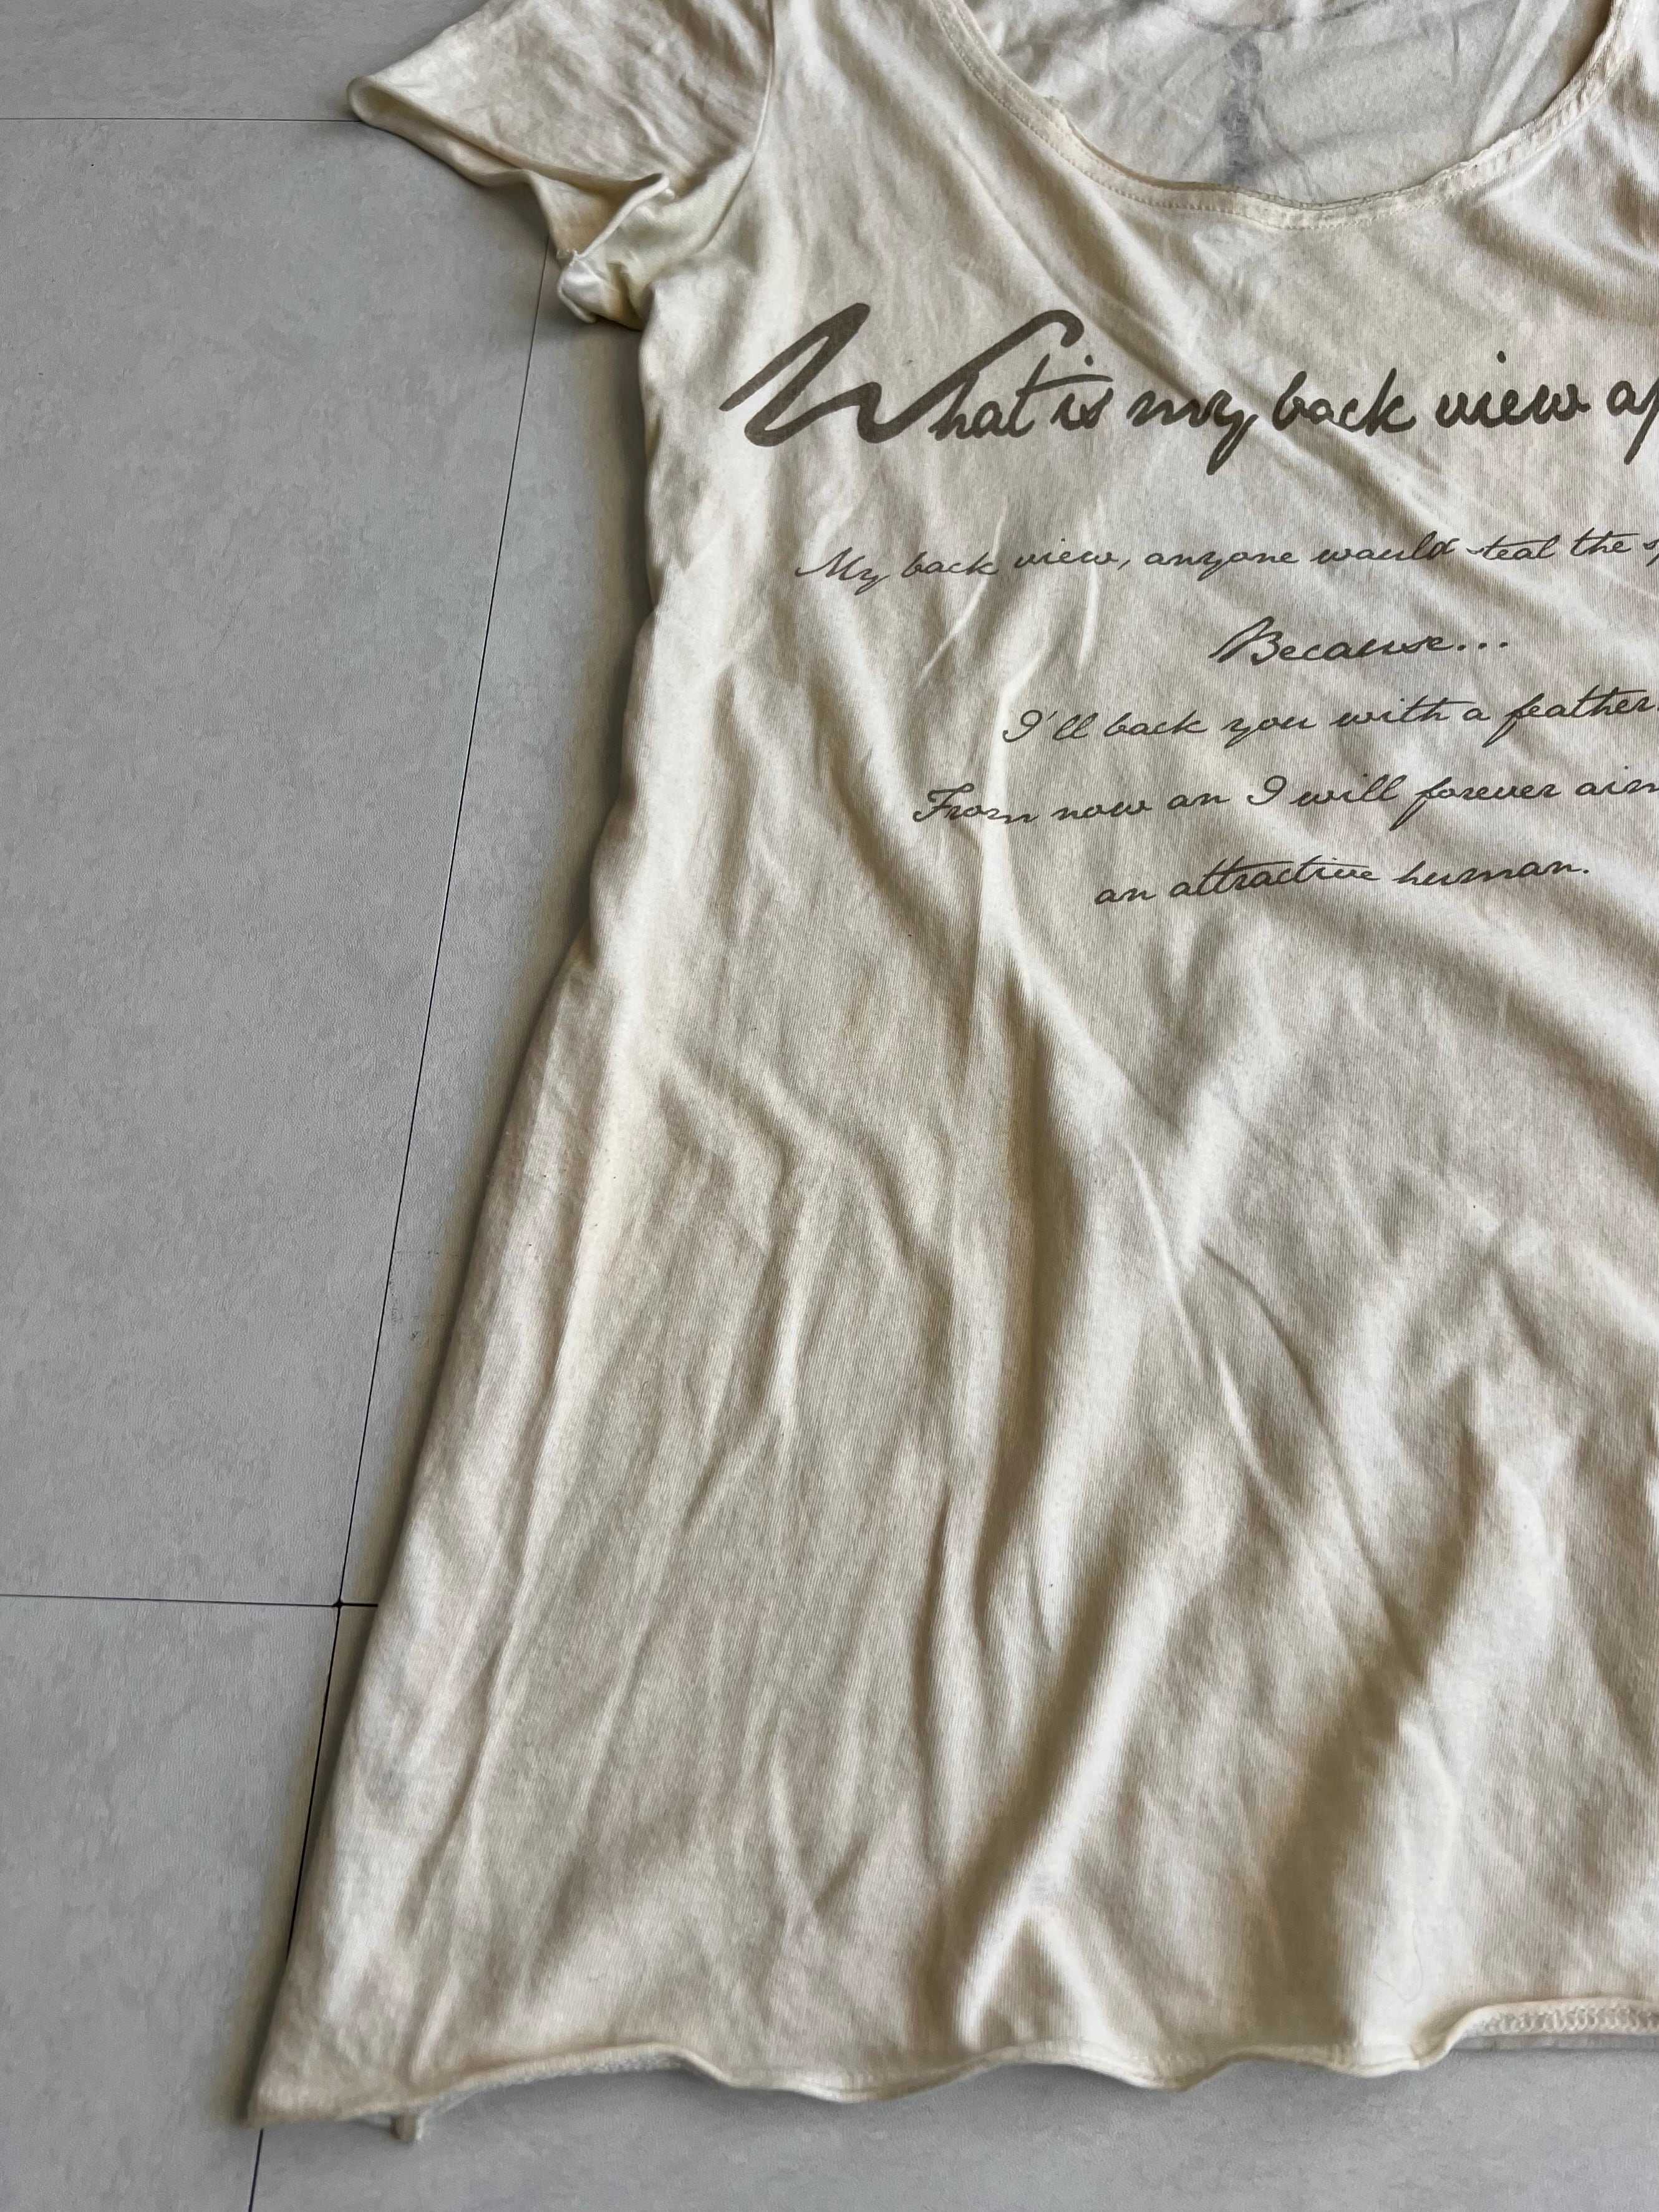 What is my back view
My back view, anyone would steal the
Because...
I'll back you with a feather.
From now on I will forever aim
an attractive human.